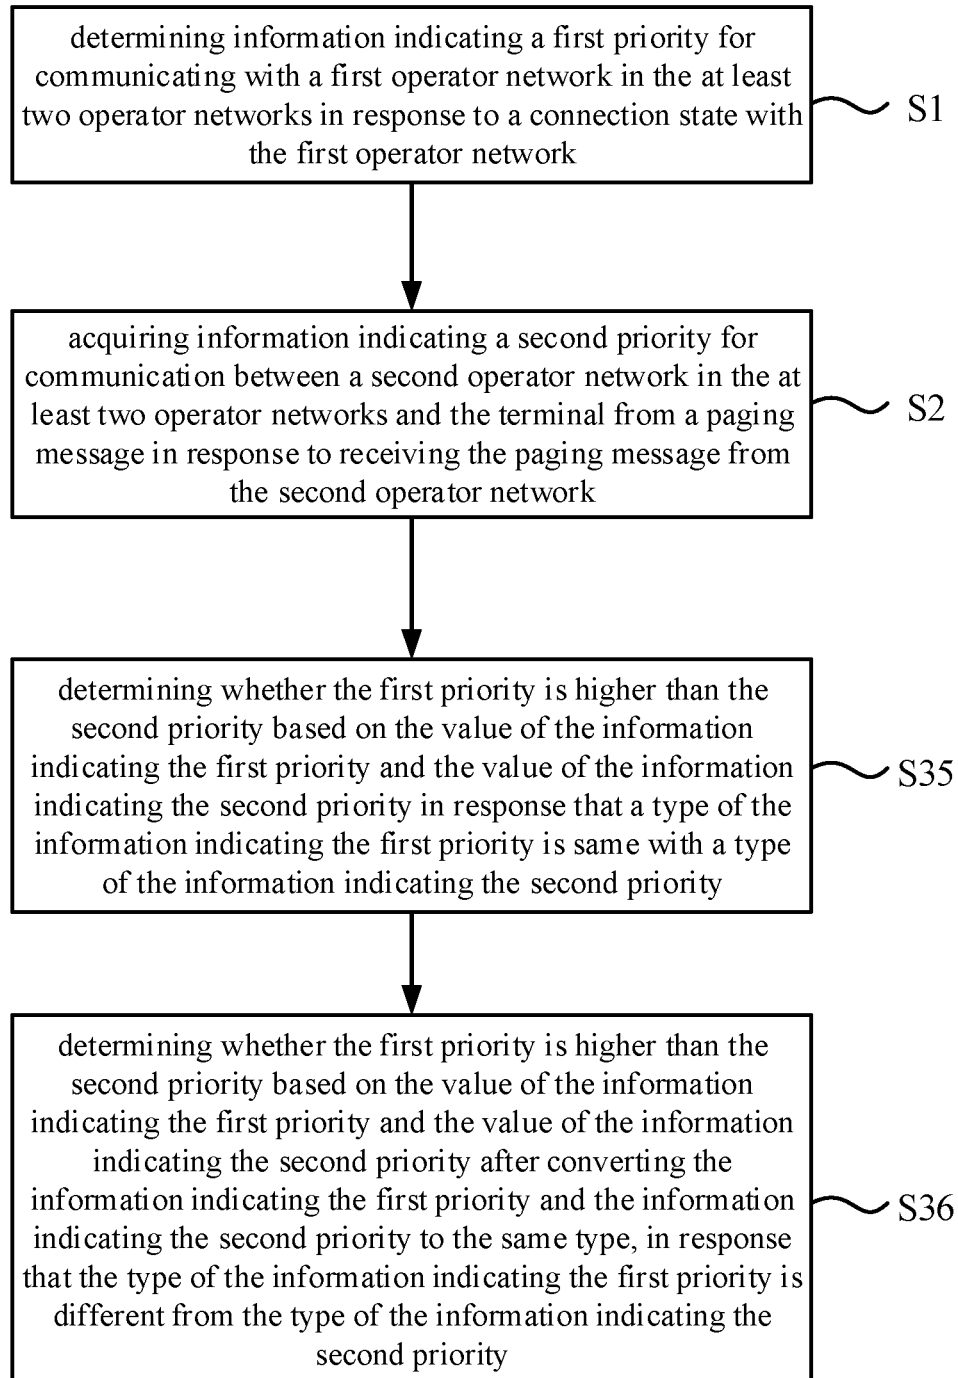 determining information indicating a first priority for
communicating with a first operator network in the at least
two operator networks in response to a connection state with
the first operator network
S1
acquiring information indicating a second priority for
communication between a second operator network in the at
least two operator networks and the terminal from a paging
message in response to receiving the paging message from
the second operator network
S2
determining whether the first priority is higher than the
second priority based on the value of the information
indicating the first priority and the value of the information
indicating the second priority in response that a type of the
information indicating the first priority is same with a type
of the information indicating the second priority
S35
determining whether the first priority is higher than the
second priority based on the value of the information
indicating the first priority and the value of the information
indicating the second priority after converting the
information indicating the first priority and the information
indicating the second priority to the same type, in response
that the type of the information indicating the first priority is
different from the type of the information indicating the
second priority
S36